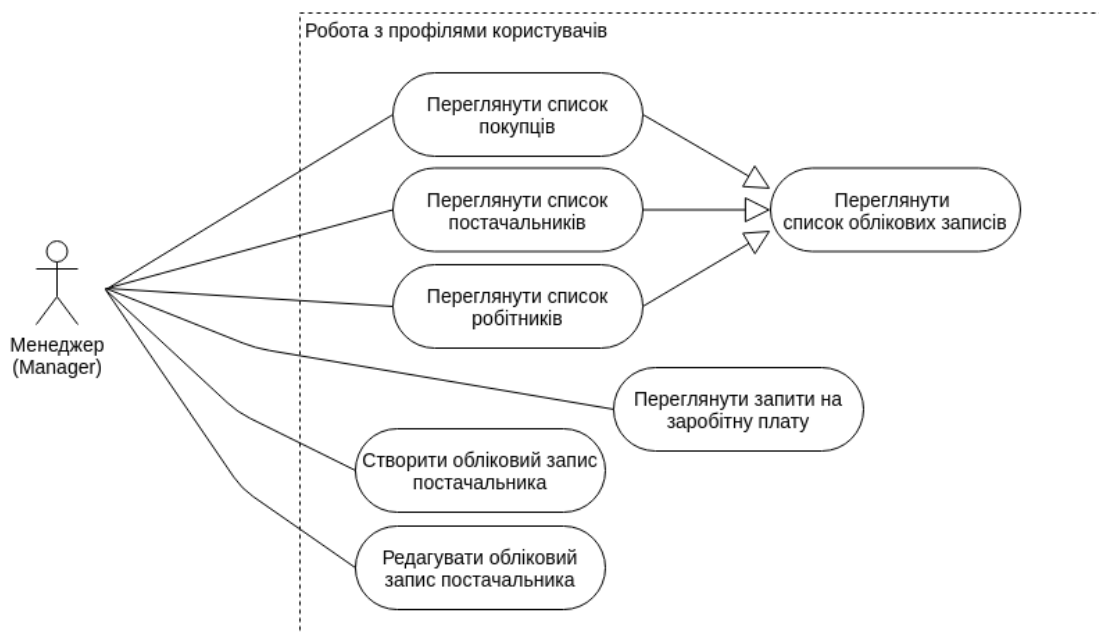 Робота з профілями користувачів
Переглянути список
покупців
Переглянути список
постачальників
Переглянути
список облікових записів
Переглянути список
робітників
Менеджер
(Manager)
Переглянути запити на
заробітну плату
Створити обліковий запис
постачальника
Редагувати обліковий
запис постачальника